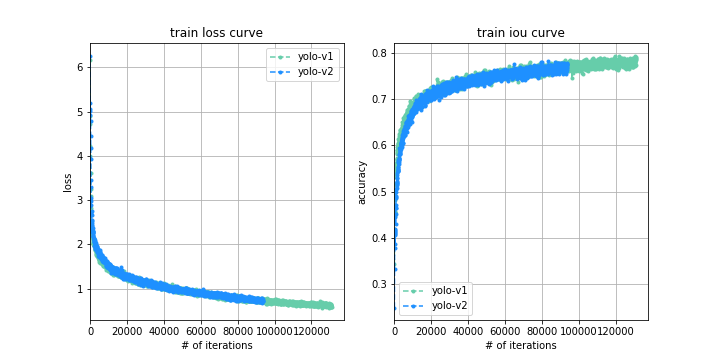 train loss curve
yolo-v1
yolo-v2
6
5
4
3
2
1
loss
0 20000 40000 60000 80000 100000 120000
# of iterations
train iou curve
0.8
0.7
0.6
0.5
0.4
0.3
accuracy
yolo-v1
yolo-v2
0 20000 40000 60000 80000 100000 120000
# of iterations